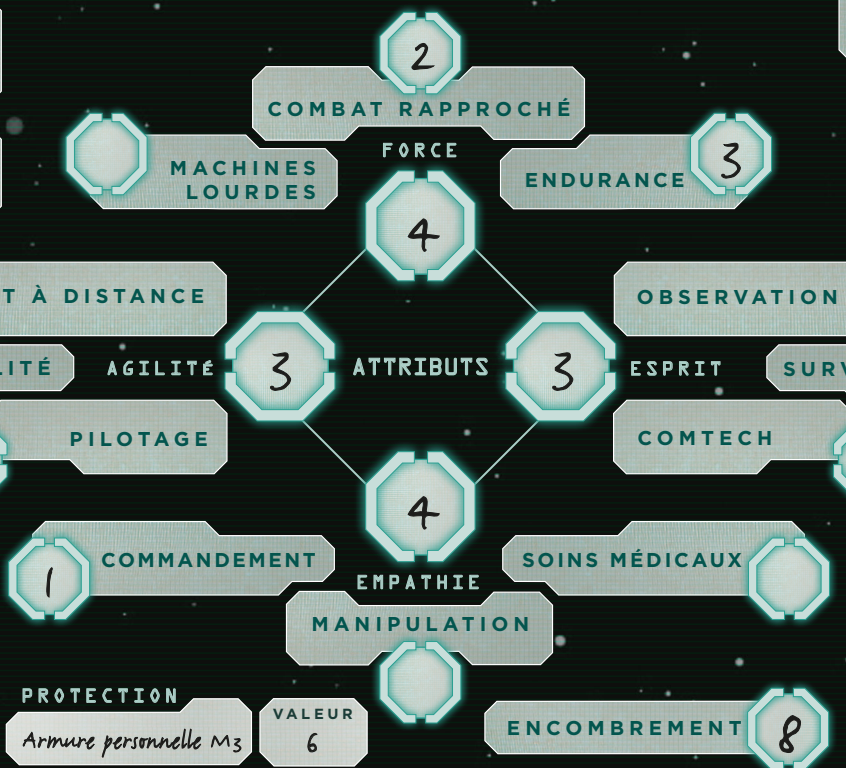 2
COMBAT RAPPROCHÉ
FORCE
MACHINES
LOURDES
ENDURANCE
3
4
T À DISTANCE
OBSERVATION
LITÉ
AGILITÉ
3
ATTRIBUTS
3
ESPRIT
SURV
PILOTAGE
COMTECH
4
1
COMMANDEMENT
SOINS MÉDICAUX
EMPATHIE
MANIPULATION
PROTECTION
Armure personnelle M3
VALEUR
6
ENCOMBREMENT
8